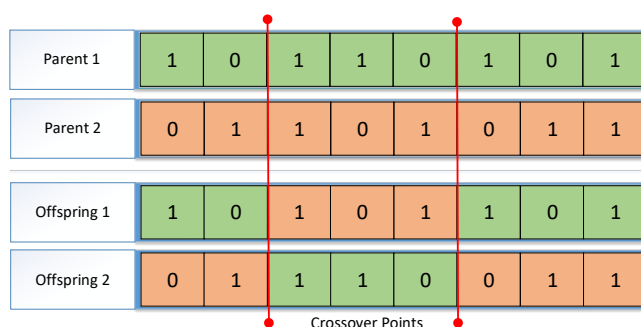 Parent 1 1 0 1 1 0 1 0 1
Parent 2 0 1 1 0 1 0 1 1
Offspring 1 1 0 1 0 1 1 0 1
Offspring 2 0 1 1 1 0 0 1 1
Crossover Points